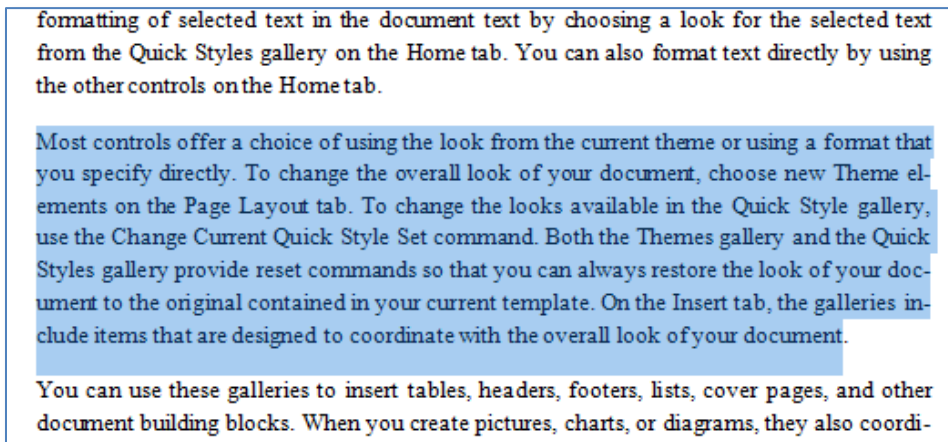 formatting of selected text in the document text by choosing a look for the selected text
from the Quick Styles gallery on the Home tab. You can also format text directly by using
the other controls on the Home tab.
Most controls offer a choice of using the look from the current theme or using a format that
you specify directly. To change the overall look of your document, choose new Theme el-
ements on the Page Layout tab. To change the looks available in the Quick Style gallery,
use the Change Current Quick Style Set command. Both the Themes gallery and the Quick
Styles gallery provide reset commands so that you can always restore the look of your doc-
ument to the original contained in your current template. On the Insert tab, the galleries in-
clude items that are designed to coordinate with the overall look of your document.
You can use these galleries to insert tables, headers, footers, lists, cover pages, and other
document building blocks. When you create pictures, charts, or diagrams, they also coordi-